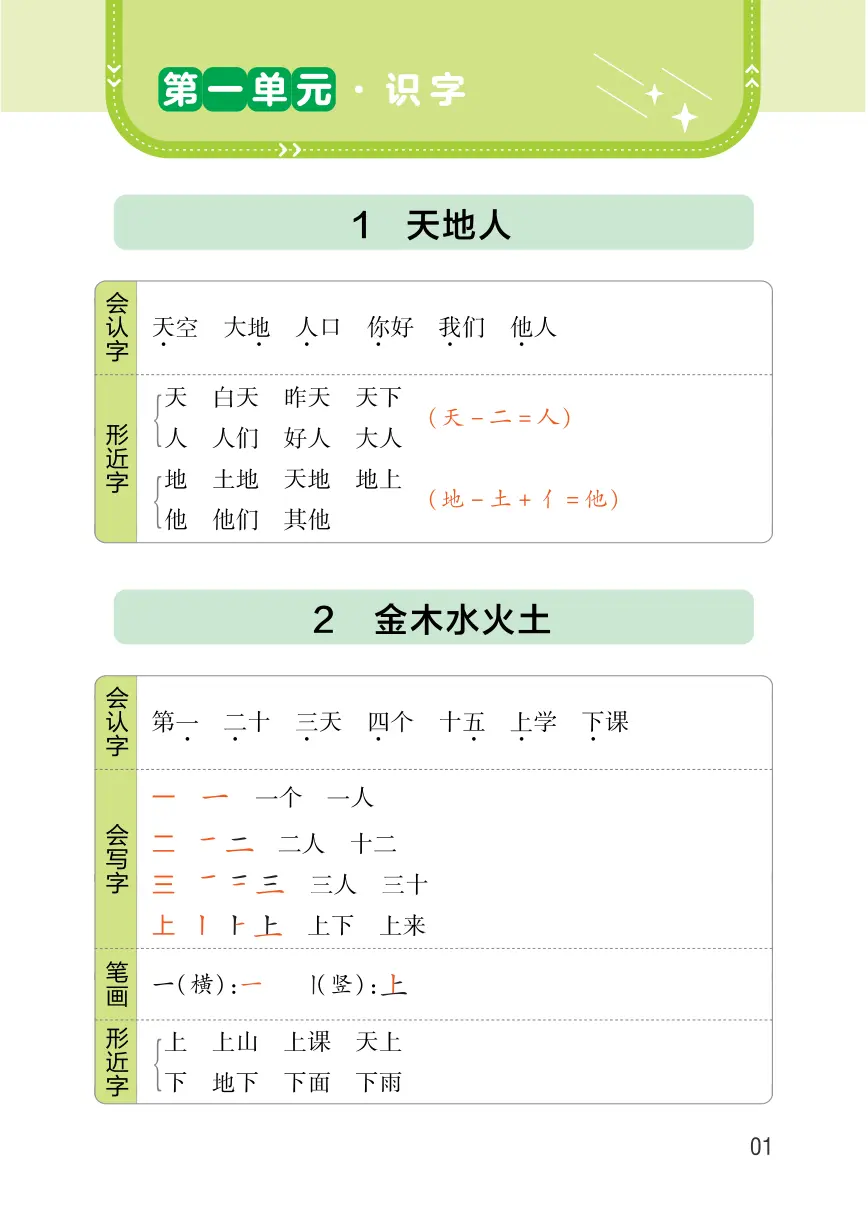 第一单元·识字
1 天地人
会认字
天空 大地 人口 你好 我们 他人
形近字
天 白天 昨天 天下
人 人们 好人 大人
(天-二=人)
地 土地 天地 地上
他 他们 其他
(地-土+亻=他)
2 金木水火土
会认字
第一 二十 三天 四个 十五 上学 下课
会写字
一 一 一个 一人
二 一 二 二人 十二
三 一 二 三 三人 三十
上 丨 ⺊ 上 上下 上来
笔画
一(横):一 丨(竖):上
形近字
上 上山 上课 天上
下 地下 下面 下雨
01